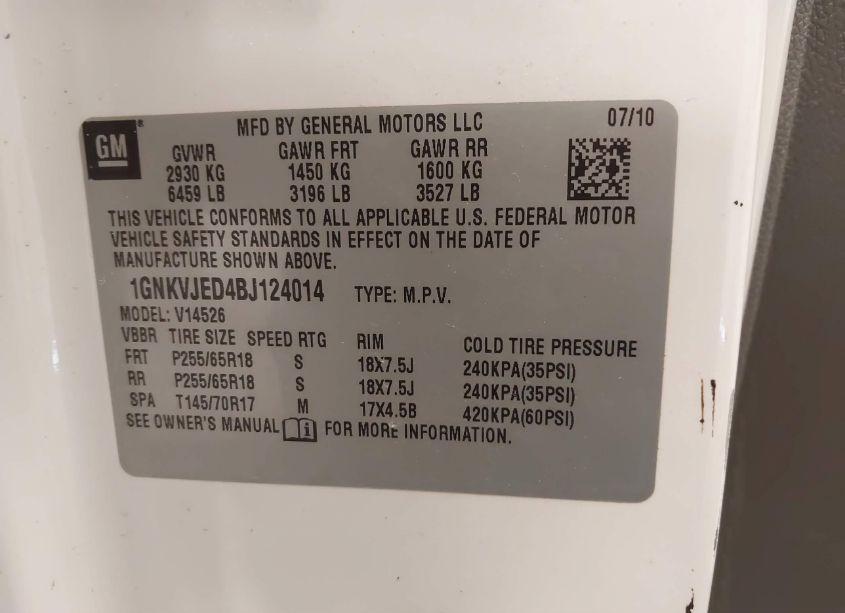 GM ®
MFD BY GENERAL MOTORS LLC 07/10
GVWR GAWR FRT GAWR RR
2930 KG 1450 KG 1600 KG
6459 LB 3196 LB 3527 LB
THIS VEHICLE CONFORMS TO ALL APPLICABLE U.S. FEDERAL MOTOR
VEHICLE SAFETY STANDARDS IN EFFECT ON THE DATE OF
MANUFACTURE SHOWN ABOVE.
1GNKVJED4BJ124014 TYPE: M.P.V.
MODEL: V14526
VBBR TIRE SIZE SPEED RTG RIM COLD TIRE PRESSURE
FRT P255/65R18 S 18X7.5J 240KPA(35PSI)
RR P255/65R18 S 18X7.5J 240KPA(35PSI)
SPA T145/70R17 M 17X4.5B 420KPA(60PSI)
SEE OWNER'S MANUAL FOR MORE INFORMATION.